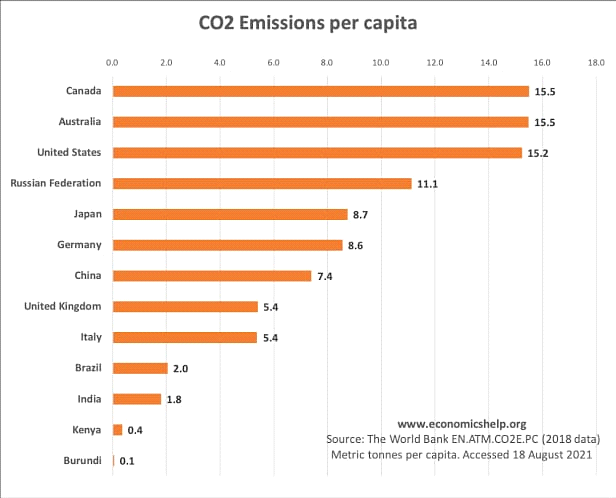 CO2 Emissions per capita
0.0 2.0 4.0 6.0 8.0 10.0 12.0 14.0 16.0 18.0
Canada 15.5
Australia 15.5
United States 15.2
Russian Federation 11.1
Japan 8.7
Germany 8.6
China 7.4
United Kingdom 5.4
Italy 5.4
Brazil 2.0
India 1.8
Kenya 0.4
Burundi 0.1
www.economicshelp.org
Source: The World Bank EN.ATM.CO2E.PC (2018 data)
Metric tonnes per capita. Accessed 18 August 2021